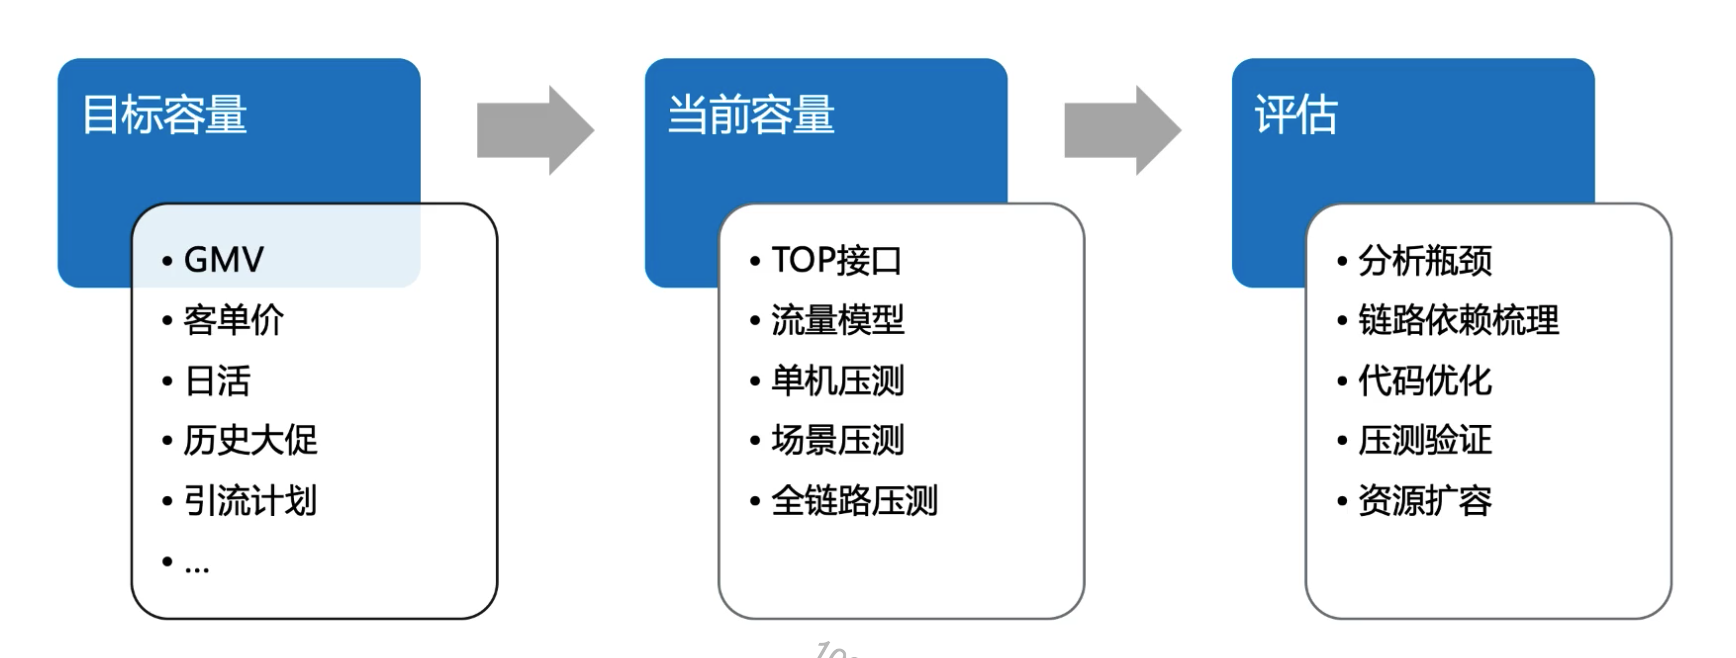 目标容量
• GMV
• 客单价
• 日活
• 历史大促
• 引流计划
• ...
当前容量
• TOP接口
• 流量模型
• 单机压测
• 场景压测
• 全链路压测
评估
• 分析瓶颈
• 链路依赖梳理
• 代码优化
• 压测验证
• 资源扩容